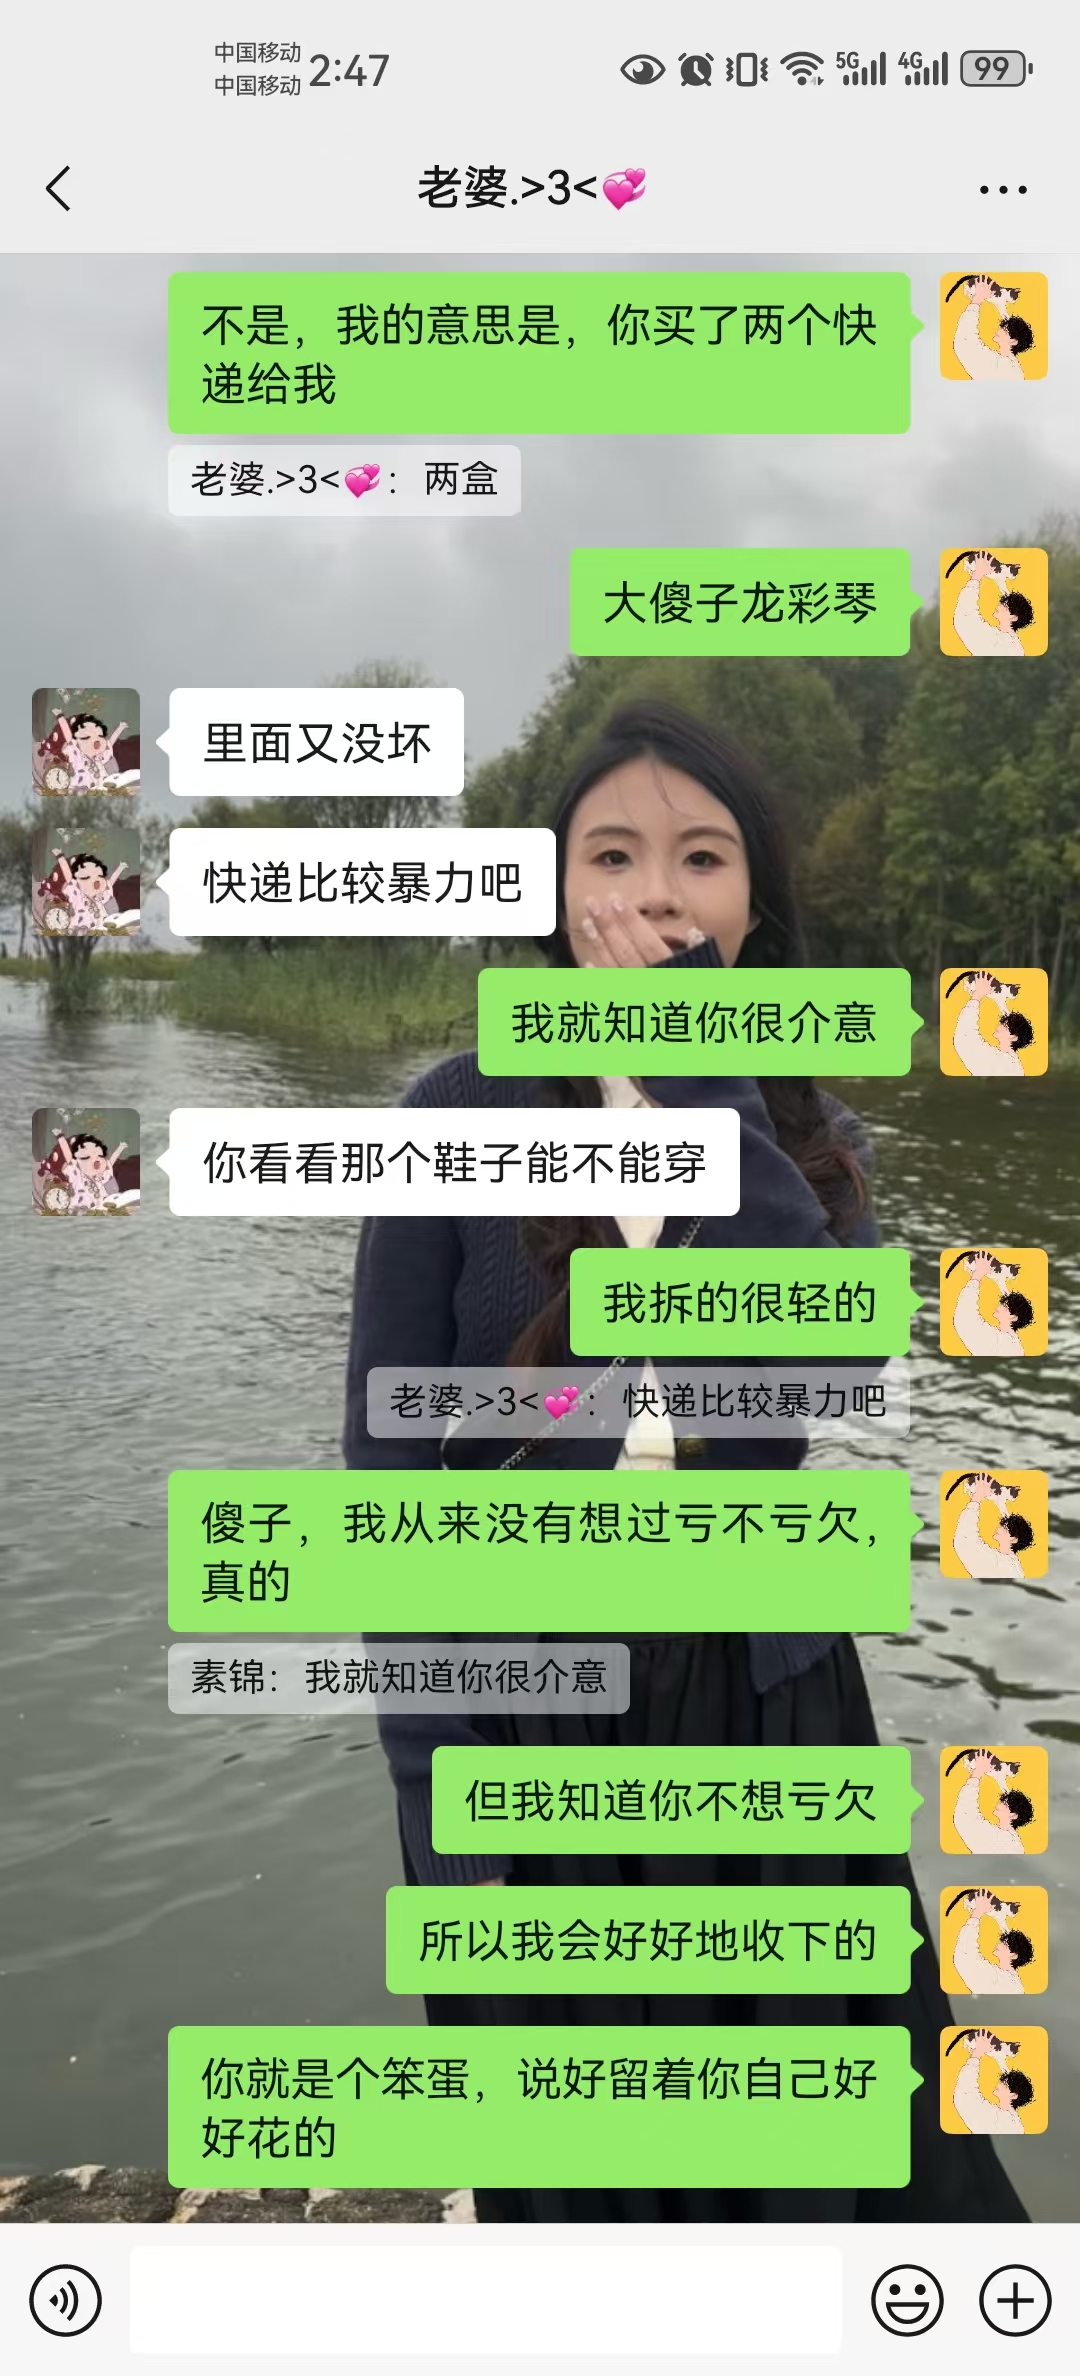 中国移动
中国移动
2:47
5G
4G
99
老婆.>3<💞
不是，我的意思是，你买了两个快
递给我
老婆.>3<💞：两盒
大傻子龙彩琴
里面又没坏
快递比较暴力吧
我就知道你很介意
你看看那个鞋子能不能穿
我拆的很轻的
老婆.>3<💞：快递比较暴力吧
傻子，我从来没有想过亏不亏欠，
真的
素锦：我就知道你很介意
但我知道你不想亏欠
所以我会好好地收下的
你就是个笨蛋，说好留着你自己好
好花的